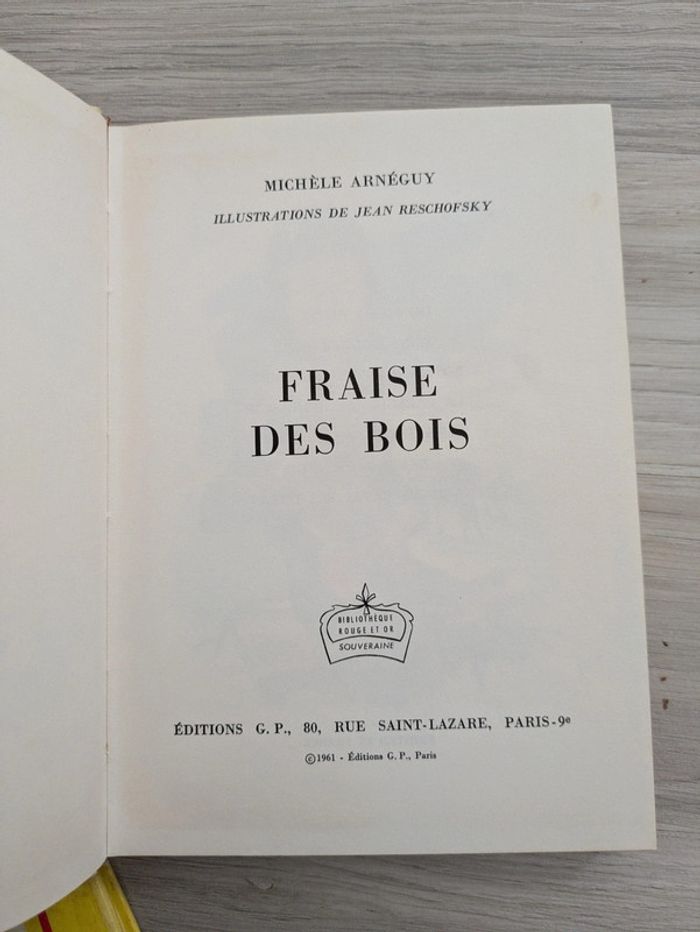 MICHÈLE ARNÉGUY
ILLUSTRATIONS DE JEAN RESCHOFSKY
FRAISE
DES BOIS
BIBLIOTHEQUE
ROUGE ET OR
SOUVERAINE
ÉDITIONS G. P., 80, RUE SAINT-LAZARE, PARIS-9e
©1961 - Éditions G. P., Paris